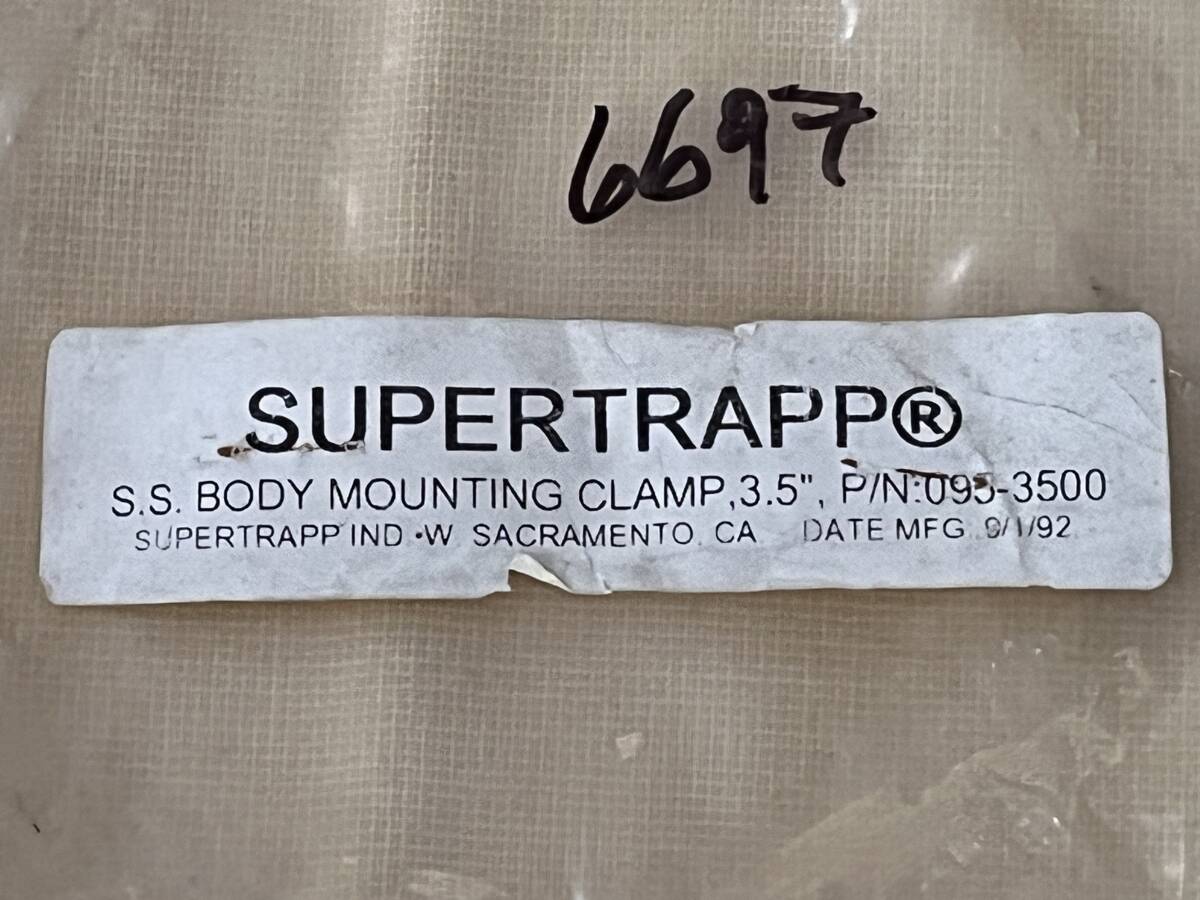 6697
SUPERTRAPP®
S.S. BODY MOUNTING CLAMP,3.5", P/N:095-3500
SUPERTRAPP IND •W SACRAMENTO. CA DATE MFG. 9/1/92